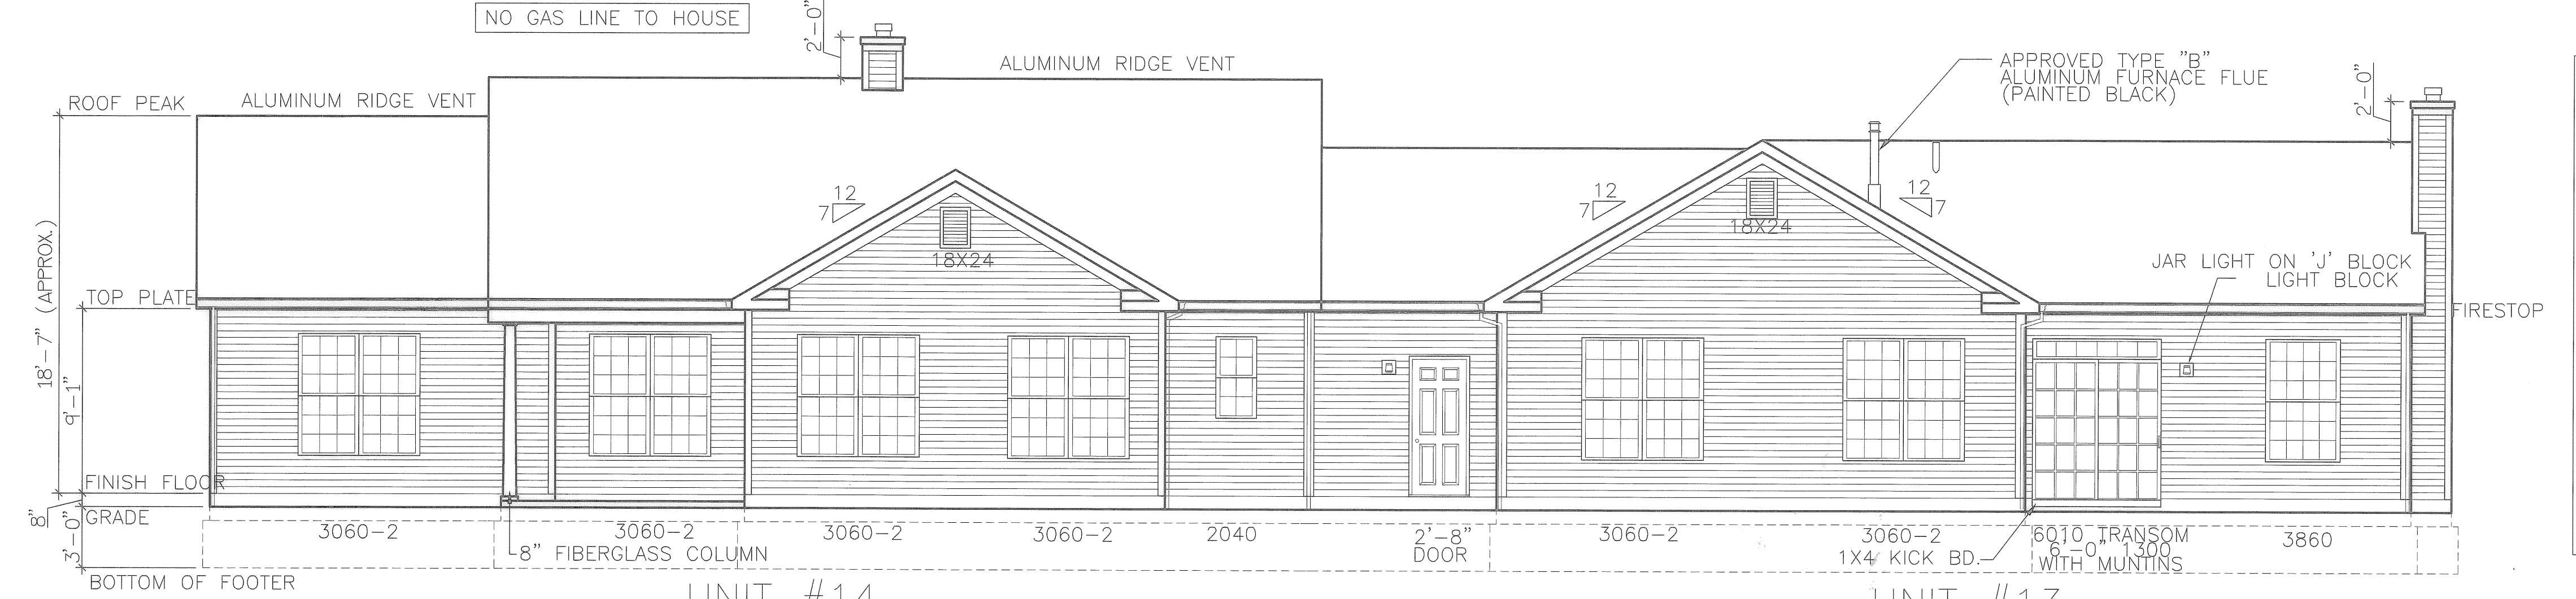 NO GAS LINE TO HOUSE
2'-0"
ALUMINUM RIDGE VENT
APPROVED TYPE "B"
ALUMINUM FURNACE FLUE
(PAINTED BLACK)
2'-0"
ROOF PEAK
ALUMINUM RIDGE VENT
12
7
12
7
12
7
18X24
18X24
18'-7" (APPROX.)
JAR LIGHT ON 'J' BLOCK
LIGHT BLOCK
TOP PLATE
FIRESTOP
9'-1"
FINISH FLOOR
8"
GRADE
3'-0"
3060-2
3060-2
3060-2
3060-2
2040
2'-8"
DOOR
3060-2
3060-2
6010 TRANSOM
6'-0" 1300
WITH MUNTINS
3860
8" FIBERGLASS COLUMN
1X4 KICK BD.
BOTTOM OF FOOTER
UNIT #14
UNIT #13